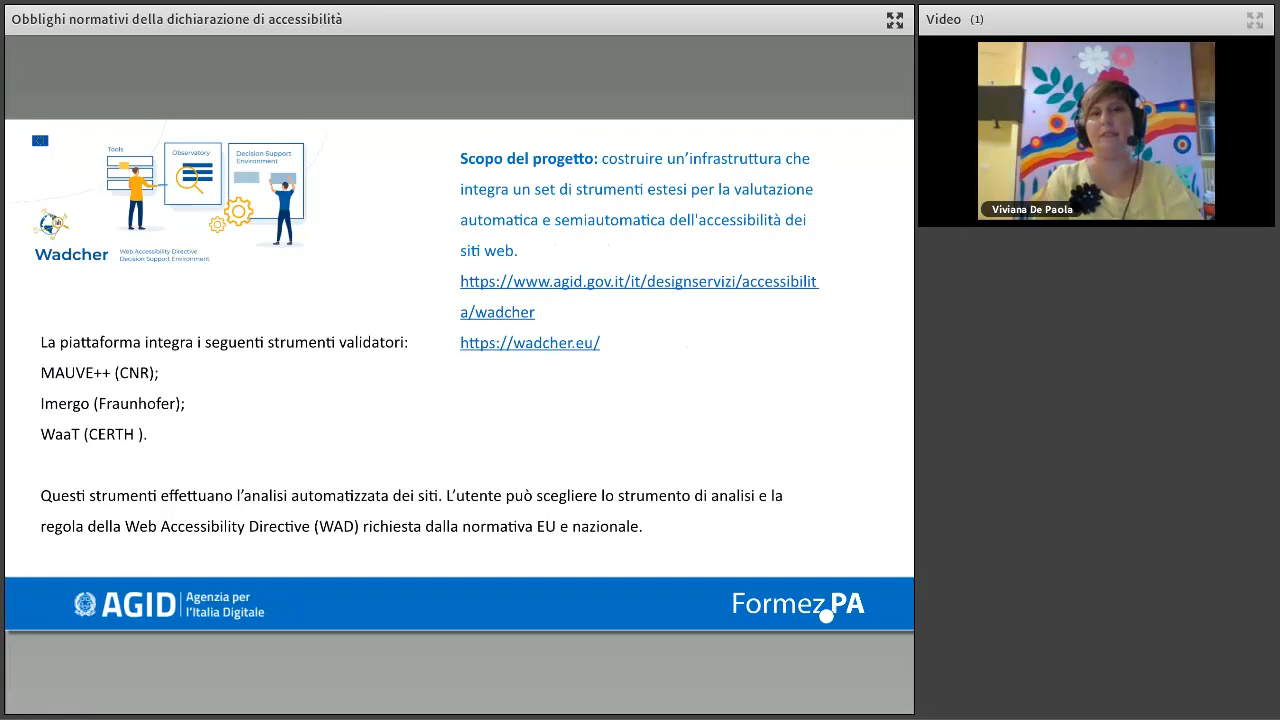 Obblighi normativi della dichiarazione di accessibilità
Video (1)
Viviana De Paola
Tools
Observatory
Decision Support
Environment
Wadcher
Web Accessibility Directive
Decision Support Environment
Scopo del progetto: costruire un’infrastruttura che
integra un set di strumenti estesi per la valutazione
automatica e semiautomatica dell'accessibilità dei
siti web.
https://www.agid.gov.it/it/designservizi/accessibilit
a/wadcher
https://wadcher.eu/
La piattaforma integra i seguenti strumenti validatori:
MAUVE++ (CNR);
Imergo (Fraunhofer);
WaaT (CERTH ).
Questi strumenti effettuano l’analisi automatizzata dei siti. L’utente può scegliere lo strumento di analisi e la
regola della Web Accessibility Directive (WAD) richiesta dalla normativa EU e nazionale.
AGID
Agenzia per
l’Italia Digitale
Formez.PA